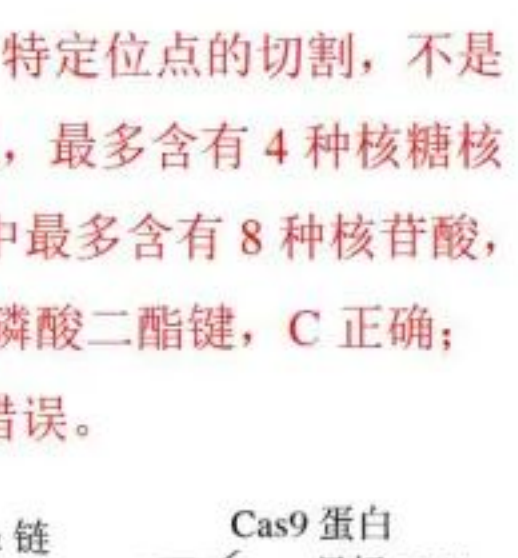 特定位点的切割，不是
，最多含有 4 种核糖核
中最多含有 8 种核苷酸，
磷酸二酯键，C 正确；
错误。
链
Cas9 蛋白